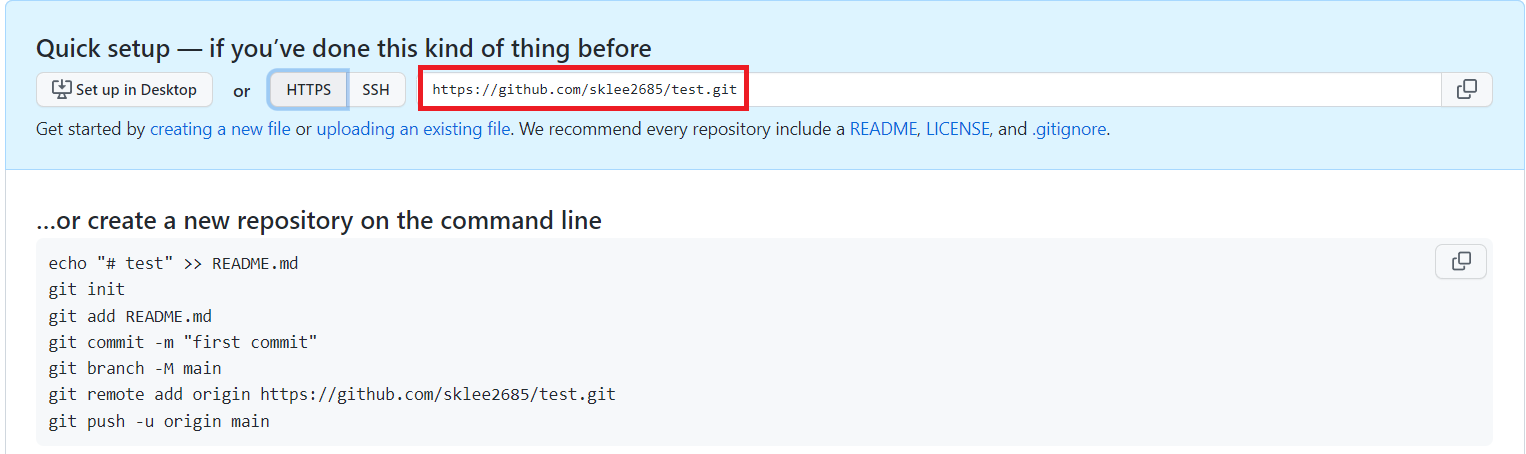 Quick setup — if you’ve done this kind of thing before
Set up in Desktop or HTTPS SSH https://github.com/sklee2685/test.git
Get started by creating a new file or uploading an existing file. We recommend every repository include a README, LICENSE, and .gitignore.
…or create a new repository on the command line
echo "# test" >> README.md
git init
git add README.md
git commit -m "first commit"
git branch -M main
git remote add origin https://github.com/sklee2685/test.git
git push -u origin main